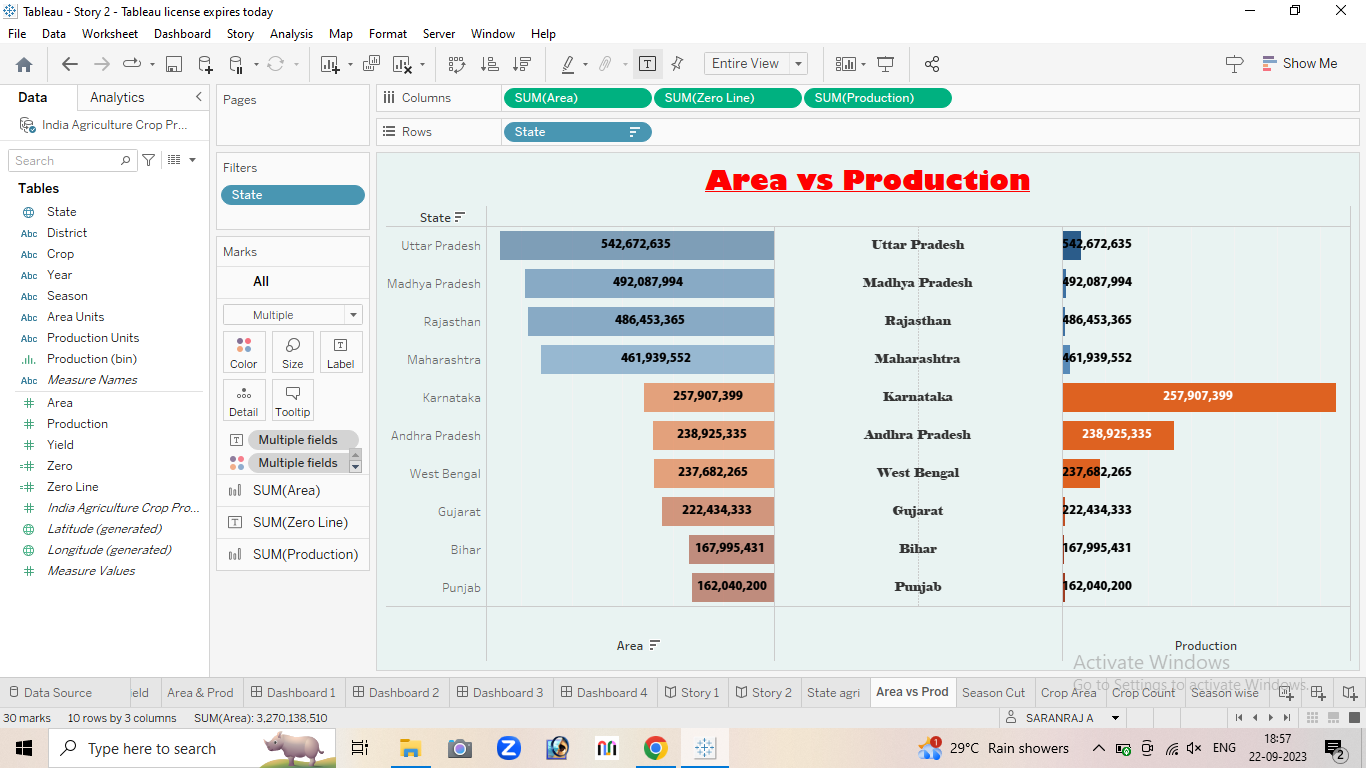 Tableau - Story 2 - Tableau license expires today
File Data Worksheet Dashboard Story Analysis Map Format Server Window Help
Entire View
Show Me
Data Analytics
India Agriculture Crop Pr...
Search
Tables
State
Abc District
Abc Crop
Abc Year
Abc Season
Abc Area Units
Abc Production Units
Production (bin)
Abc Measure Names
Area
Production
Yield
Zero
Zero Line
India Agriculture Crop Pro...
Latitude (generated)
Longitude (generated)
Measure Values
Pages
Filters
State
Marks
All
Multiple
Color Size Label
Detail Tooltip
Multiple fields
Multiple fields
SUM(Area)
SUM(Zero Line)
SUM(Production)
Columns SUM(Area) SUM(Zero Line) SUM(Production)
Rows State
Area vs Production
State
Uttar Pradesh 542,672,635 Uttar Pradesh 542,672,635
Madhya Pradesh 492,087,994 Madhya Pradesh 492,087,994
Rajasthan 486,453,365 Rajasthan 486,453,365
Maharashtra 461,939,552 Maharashtra 461,939,552
Karnataka 257,907,399 Karnataka 257,907,399
Andhra Pradesh 238,925,335 Andhra Pradesh 238,925,335
West Bengal 237,682,265 West Bengal 237,682,265
Gujarat 222,434,333 Gujarat 222,434,333
Bihar 167,995,431 Bihar 167,995,431
Punjab 162,040,200 Punjab 162,040,200
Area Production
Activate Windows
Go to Settings to activate Windows.
Data Source eld Area & Prod Dashboard 1 Dashboard 2 Dashboard 3 Dashboard 4 Story 1 Story 2 State agri Area vs Prod Season Cut Crop Area Crop Count Season wise
30 marks 10 rows by 3 columns SUM(Area): 3,270,138,510 SARANRAJ A
Type here to search
29°C Rain showers ENG 18:57
22-09-2023
2